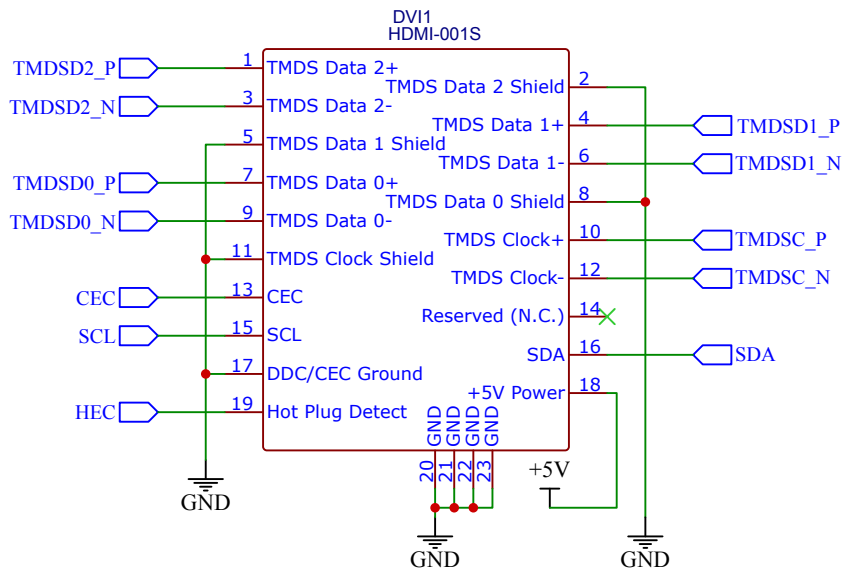 DVI1
HDMI-001S
TMDSD2_P 1 TMDS Data 2+
TMDS Data 2 Shield 2
TMDSD2_N 3 TMDS Data 2-
TMDS Data 1+ 4 TMDSD1_P
5 TMDS Data 1 Shield
TMDS Data 1- 6 TMDSD1_N
TMDSD0_P 7 TMDS Data 0+
TMDS Data 0 Shield 8
TMDSD0_N 9 TMDS Data 0-
TMDS Clock+ 10 TMDSC_P
11 TMDS Clock Shield
TMDS Clock- 12 TMDSC_N
CEC 13 CEC
Reserved (N.C.) 14
SCL 15 SCL
SDA 16 SDA
17 DDC/CEC Ground
+5V Power 18
HEC 19 Hot Plug Detect
GND GND GND GND
20 21 22 23
+5V
GND
GND
GND